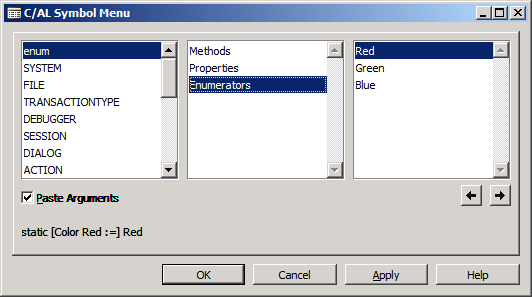 C/AL Symbol Menu
enum
SYSTEM
FILE
TRANSACTIONTYPE
DEBUGGER
SESSION
DIALOG
ACTION
Methods
Properties
Enumerators
Red
Green
Blue
Paste Arguments
static [Color Red :=] Red
OK
Cancel
Apply
Help